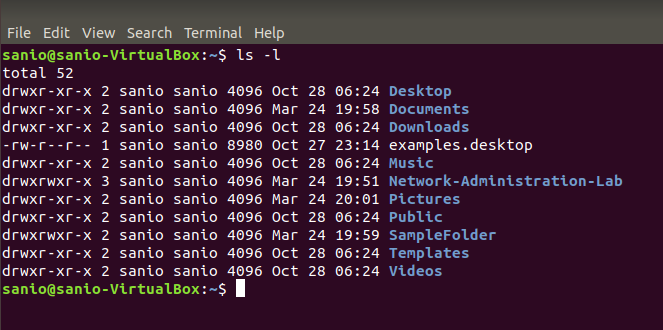 File Edit View Search Terminal Help
sanio@sanio-VirtualBox:~$ ls -l
total 52
drwxr-xr-x 2 sanio sanio 4096 Oct 28 06:24 Desktop
drwxr-xr-x 2 sanio sanio 4096 Mar 24 19:58 Documents
drwxr-xr-x 2 sanio sanio 4096 Oct 28 06:24 Downloads
-rw-r--r-- 1 sanio sanio 8980 Oct 27 23:14 examples.desktop
drwxr-xr-x 2 sanio sanio 4096 Oct 28 06:24 Music
drwxrwxr-x 3 sanio sanio 4096 Mar 24 19:51 Network-Administration-Lab
drwxr-xr-x 2 sanio sanio 4096 Mar 24 20:01 Pictures
drwxr-xr-x 2 sanio sanio 4096 Oct 28 06:24 Public
drwxrwxr-x 2 sanio sanio 4096 Mar 24 19:59 SampleFolder
drwxr-xr-x 2 sanio sanio 4096 Oct 28 06:24 Templates
drwxr-xr-x 2 sanio sanio 4096 Oct 28 06:24 Videos
sanio@sanio-VirtualBox:~$